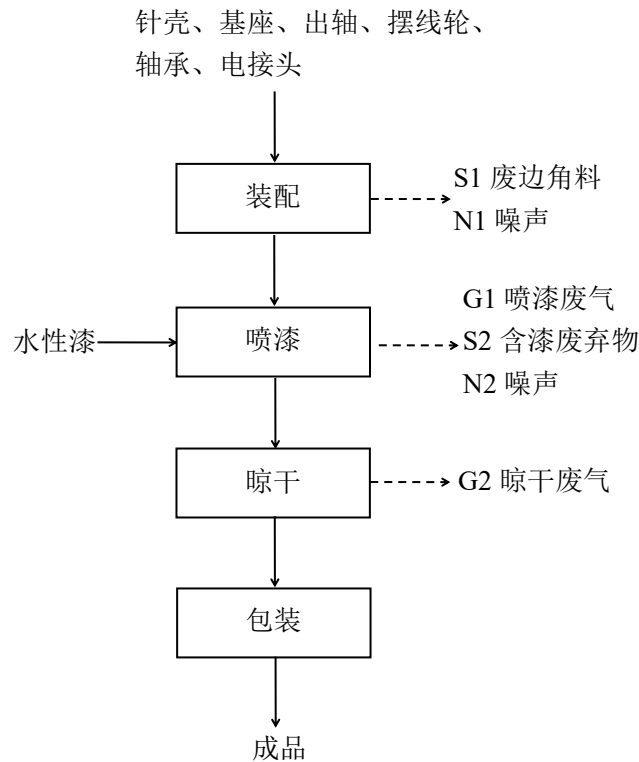 针壳、基座、出轴、摆线轮、
轴承、电接头
装配
S1 废边角料
N1 噪声
水性漆
喷漆
G1 喷漆废气
S2 含漆废弃物
N2 噪声
晾干
G2 晾干废气
包装
成品